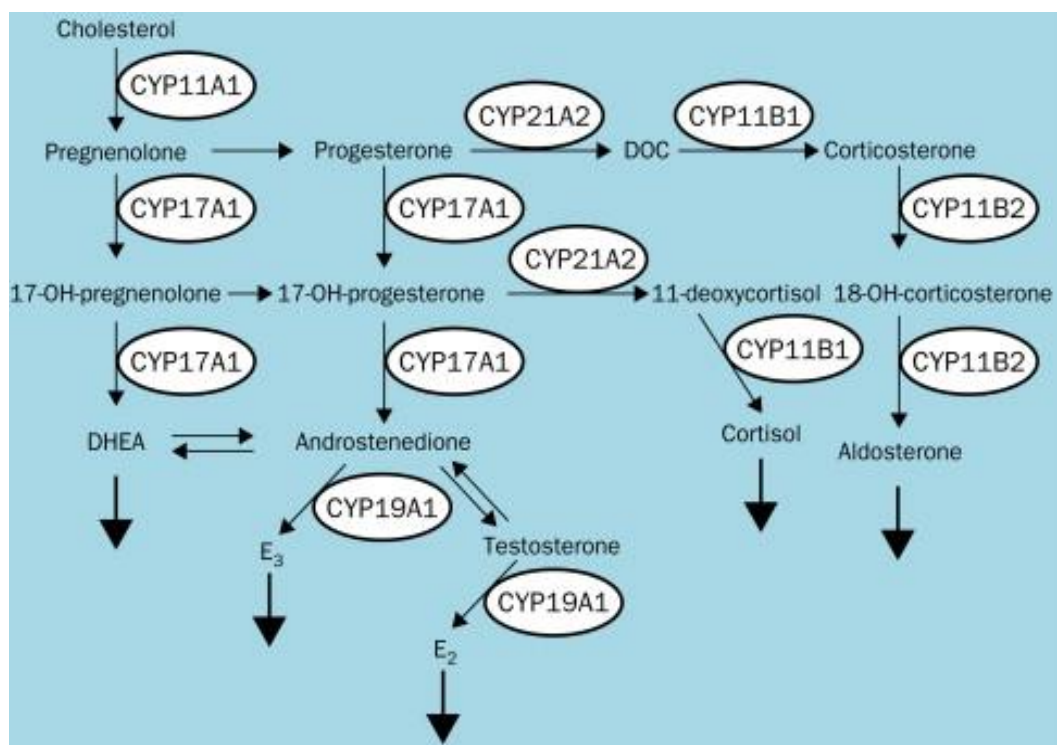 Cholesterol
CYP11A1
CYP21A2
CYP11B1
Pregnenolone
Progesterone
DOC
Corticosterone
CYP17A1
CYP17A1
CYP11B2
CYP21A2
17-OH-pregnenolone
17-OH-progesterone
11-deoxycortisol
18-OH-corticosterone
CYP17A1
CYP17A1
CYP11B1
CYP11B2
DHEA
Androstenedione
Cortisol
Aldosterone
CYP19A1
E3
Testosterone
CYP19A1
E2